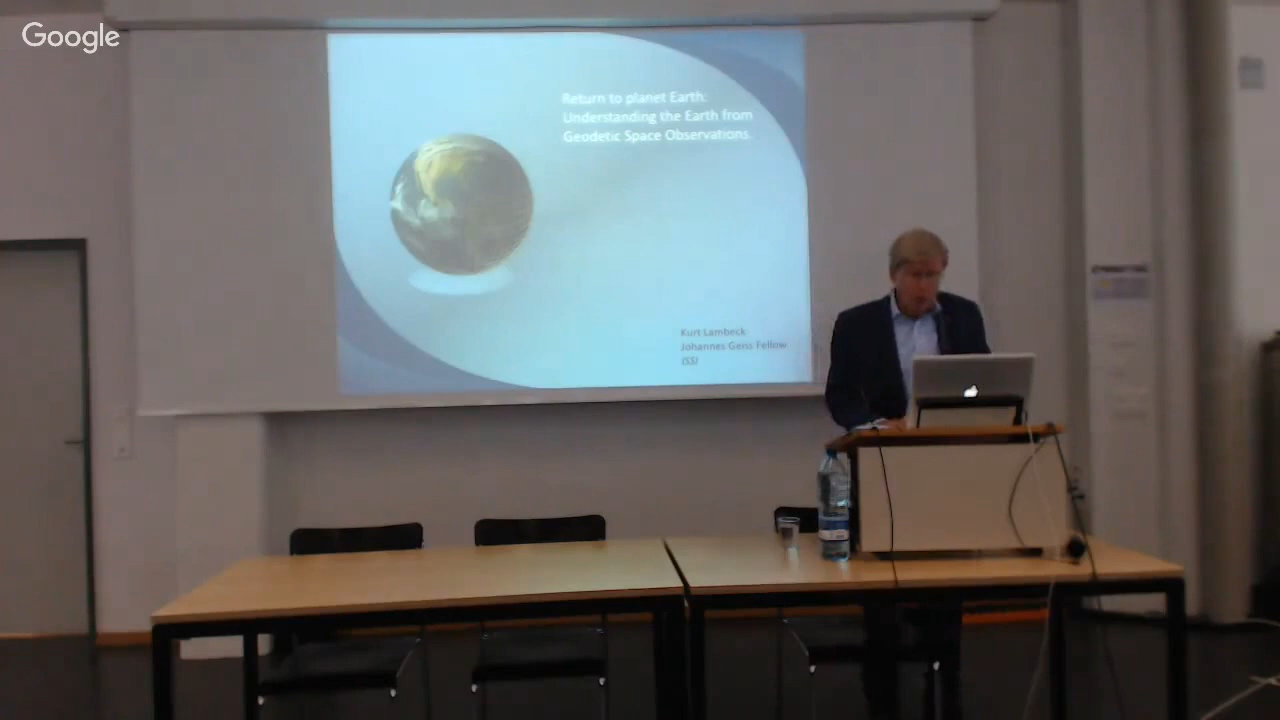 Google
Return to planet Earth:
Understanding the Earth from
Geodetic Space Observations
Kurt Lambeck
Johannes Geiss Fellow
ISSI